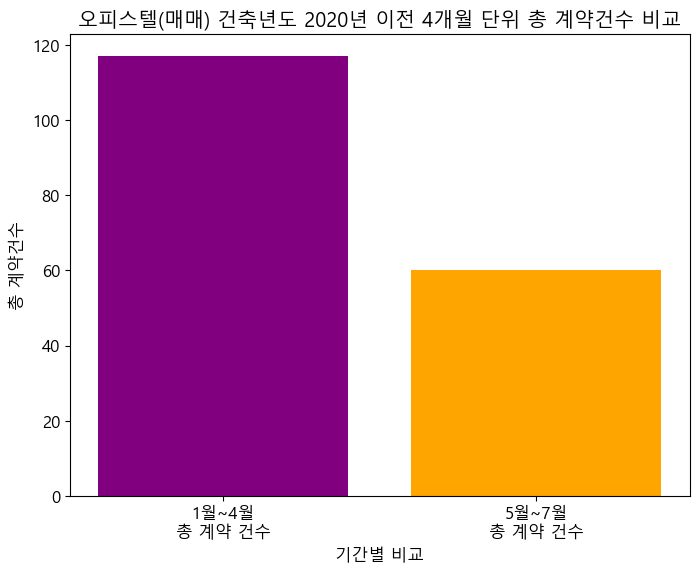 오피스텔(매매) 건축년도 2020년 이전 4개월 단위 총 계약건수 비교
총 계약건수
120
100
80
60
40
20
0
1월~4월
총 계약 건수
5월~7월
총 계약 건수
기간별 비교